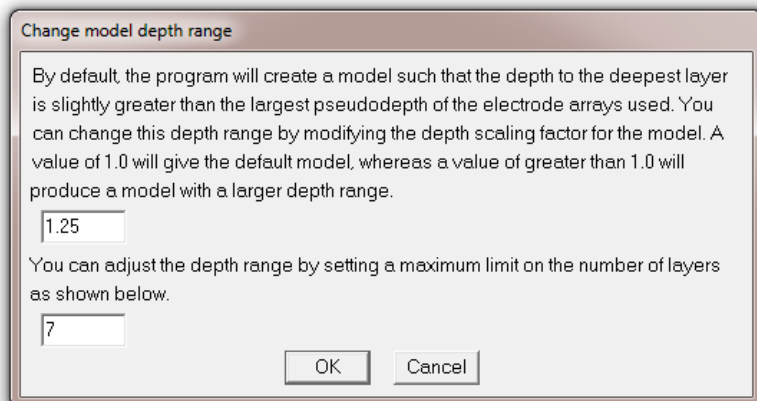 Change model depth range
By default, the program will create a model such that the depth to the deepest layer
is slightly greater than the largest pseudodepth of the electrode arrays used. You
can change this depth range by modifying the depth scaling factor for the model. A
value of 1.0 will give the default model, whereas a value of greater than 1.0 will
produce a model with a larger depth range.
1.25
You can adjust the depth range by setting a maximum limit on the number of layers
as shown below.
7
OK Cancel